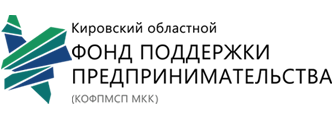 Кировский областной
ФОНД ПОДДЕРЖКИ
ПРЕДПРИНИМАТЕЛЬСТВА
(КОФПМСП МКК)